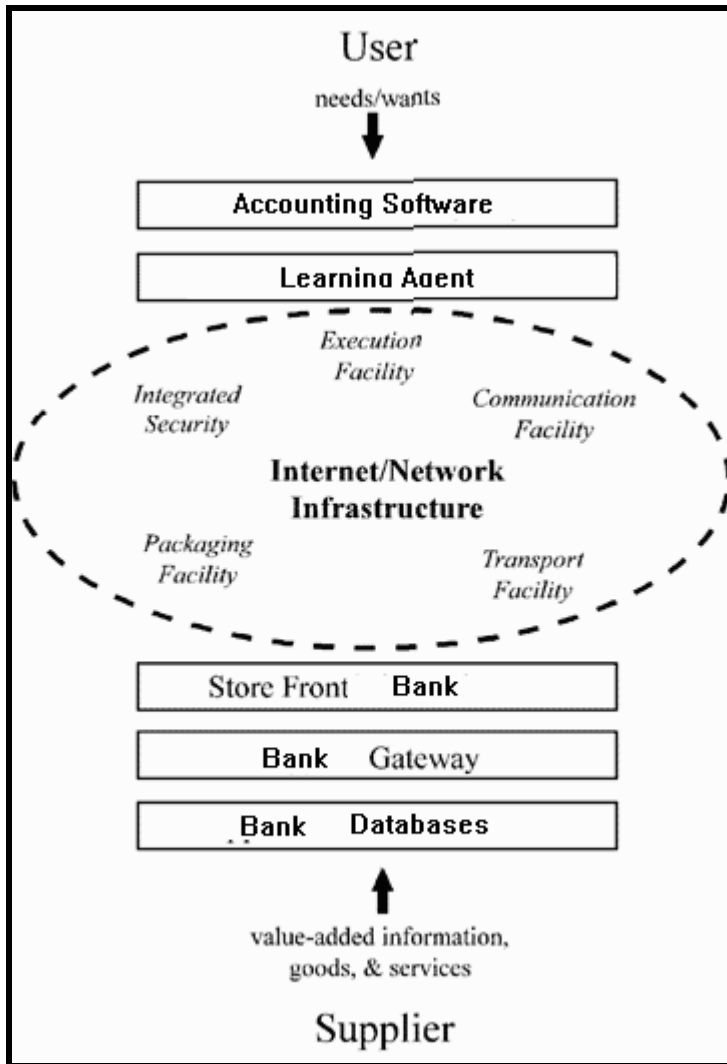 User
needs/wants
Accounting Software
Learning Agent
Execution
Facility
Integrated
Security
Communication
Facility
Internet/Network
Infrastructure
Packaging
Facility
Transport
Facility
Store Front Bank
Bank Gateway
Bank Databases
value-added information,
goods, & services
Supplier